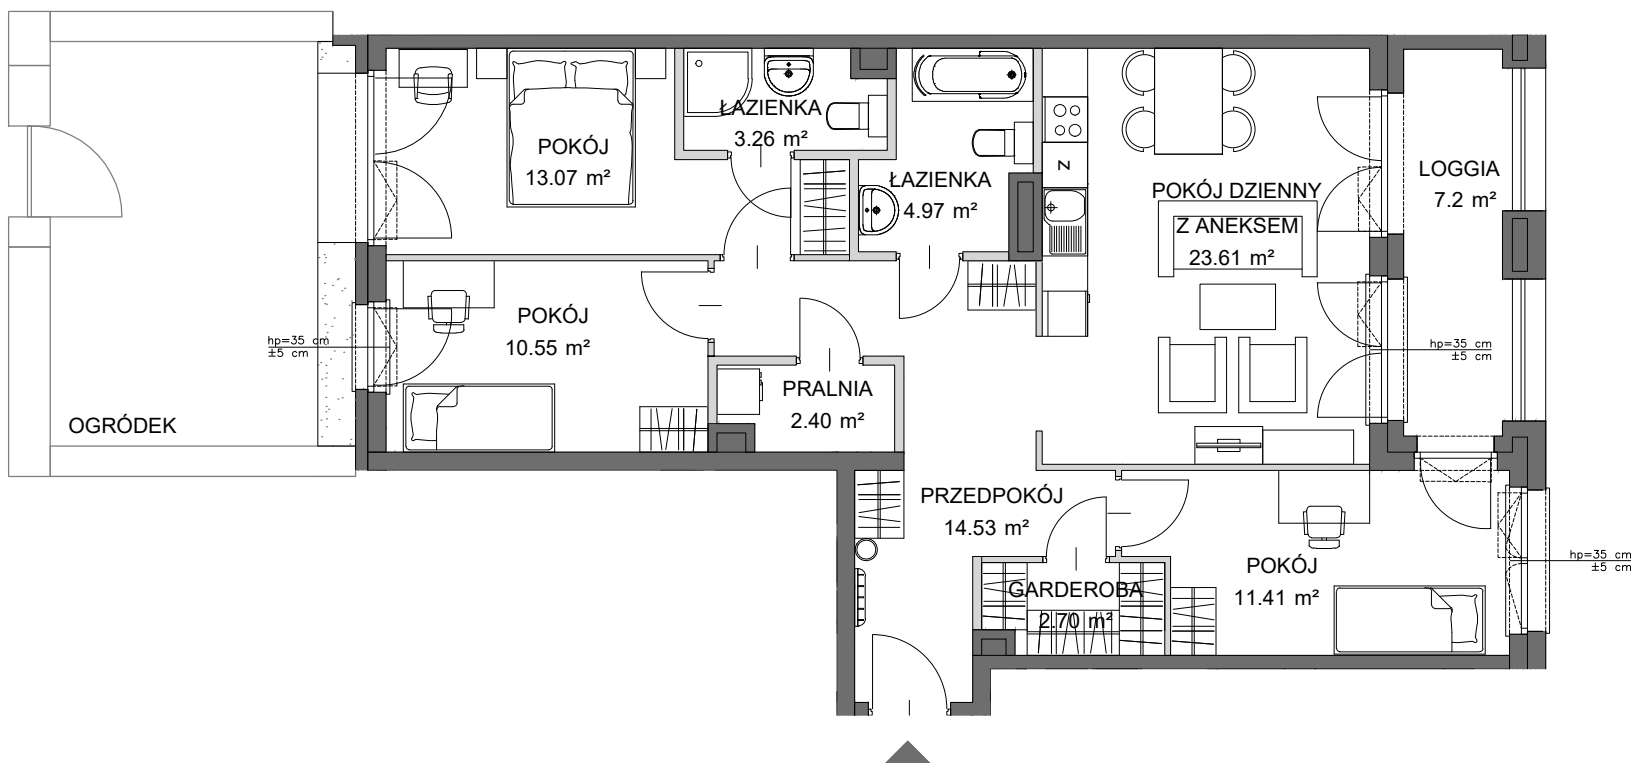 ŁAZIENKA
3.26 m²
POKÓJ
13.07 m²
ŁAZIENKA
4.97 m²
N
POKÓJ DZIENNY
Z ANEKSEM
23.61 m²
LOGGIA
7.2 m²
POKÓJ
10.55 m²
hp=35 cm
±5 cm
hp=35 cm
±5 cm
PRALNIA
2.40 m²
OGRÓDEK
PRZEDPOKÓJ
14.53 m²
GARDEROBA
2.70 m²
POKÓJ
11.41 m²
hp=35 cm
±5 cm